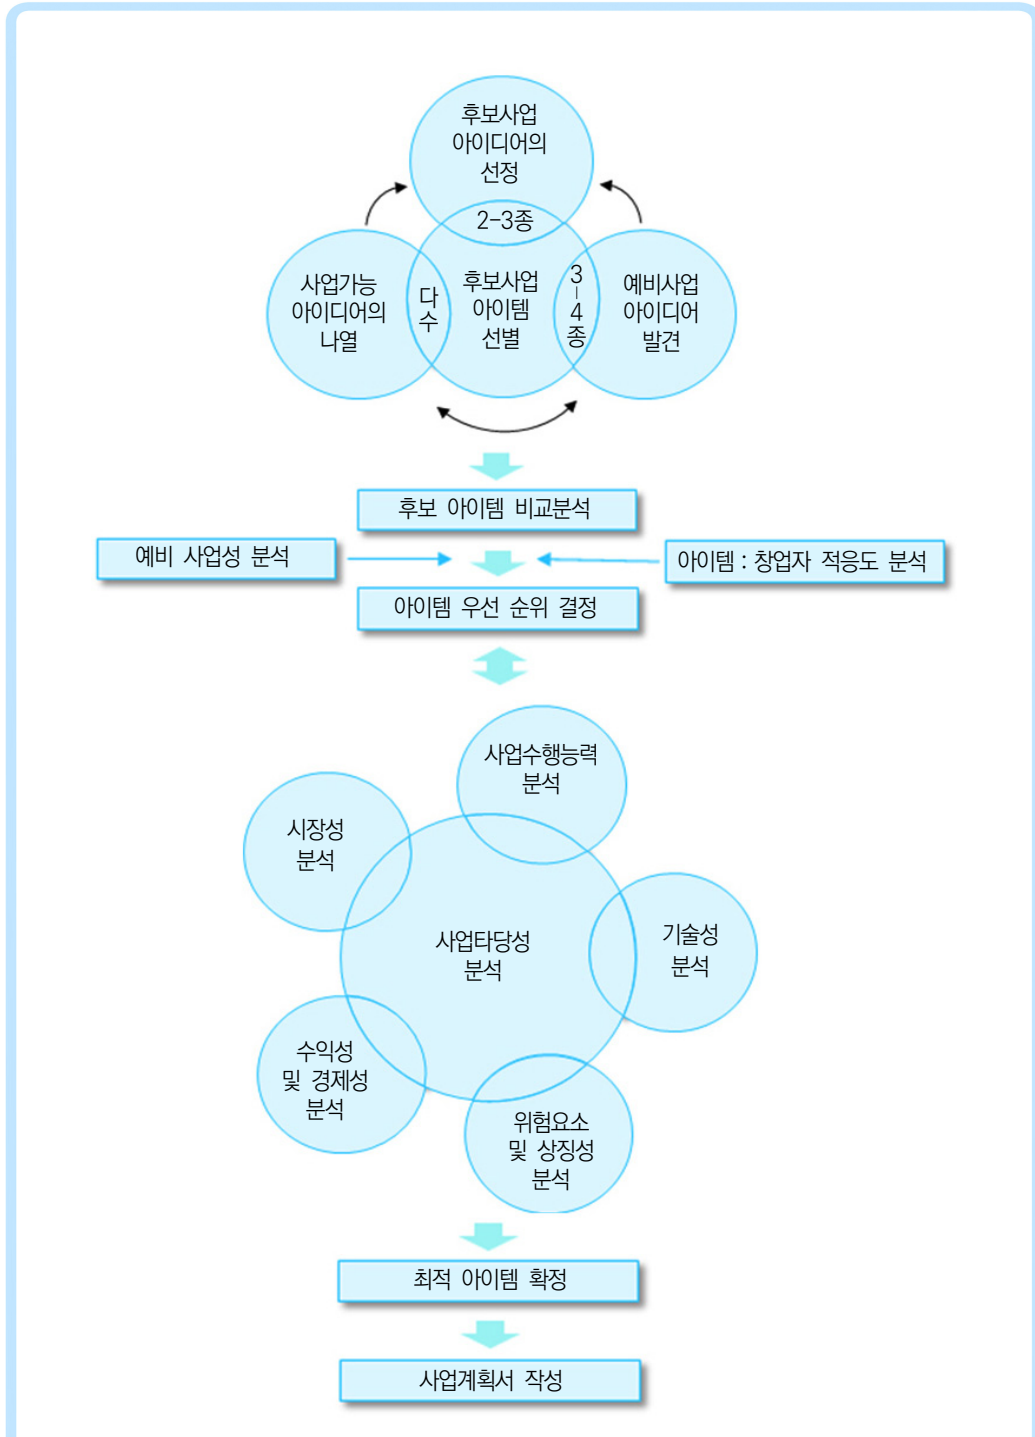 후보사업
아이디어의
선정
2-3종
사업가능
아이디어의
나열
다
수
후보사업
아이템
선별
3
-
4
종
예비사업
아이디어
발견
후보 아이템 비교분석
예비 사업성 분석
아이템 : 창업자 적응도 분석
아이템 우선 순위 결정
사업수행능력
분석
시장성
분석
사업타당성
분석
기술성
분석
수익성
및 경제성
분석
위험요소
및 상징성
분석
최적 아이템 확정
사업계획서 작성